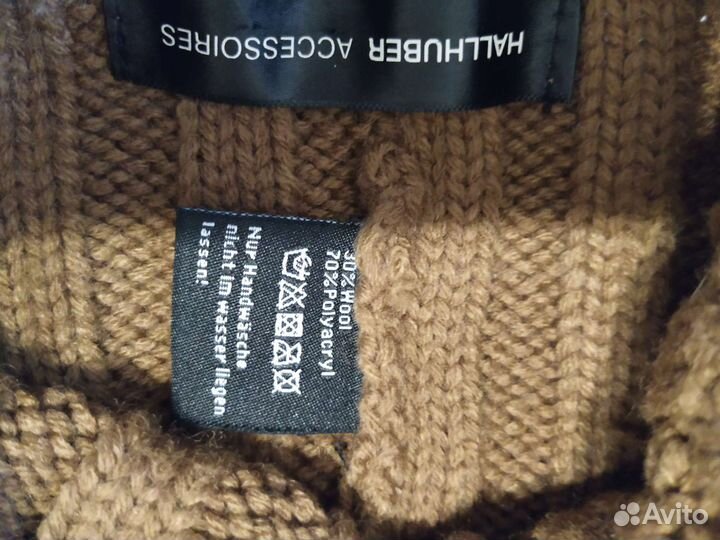 HALLHUBER ACCESSOIRES
30%Wool
70%Polyacryl
Nur Handwäsche
nicht im wasser liegen
lassen!
Avito